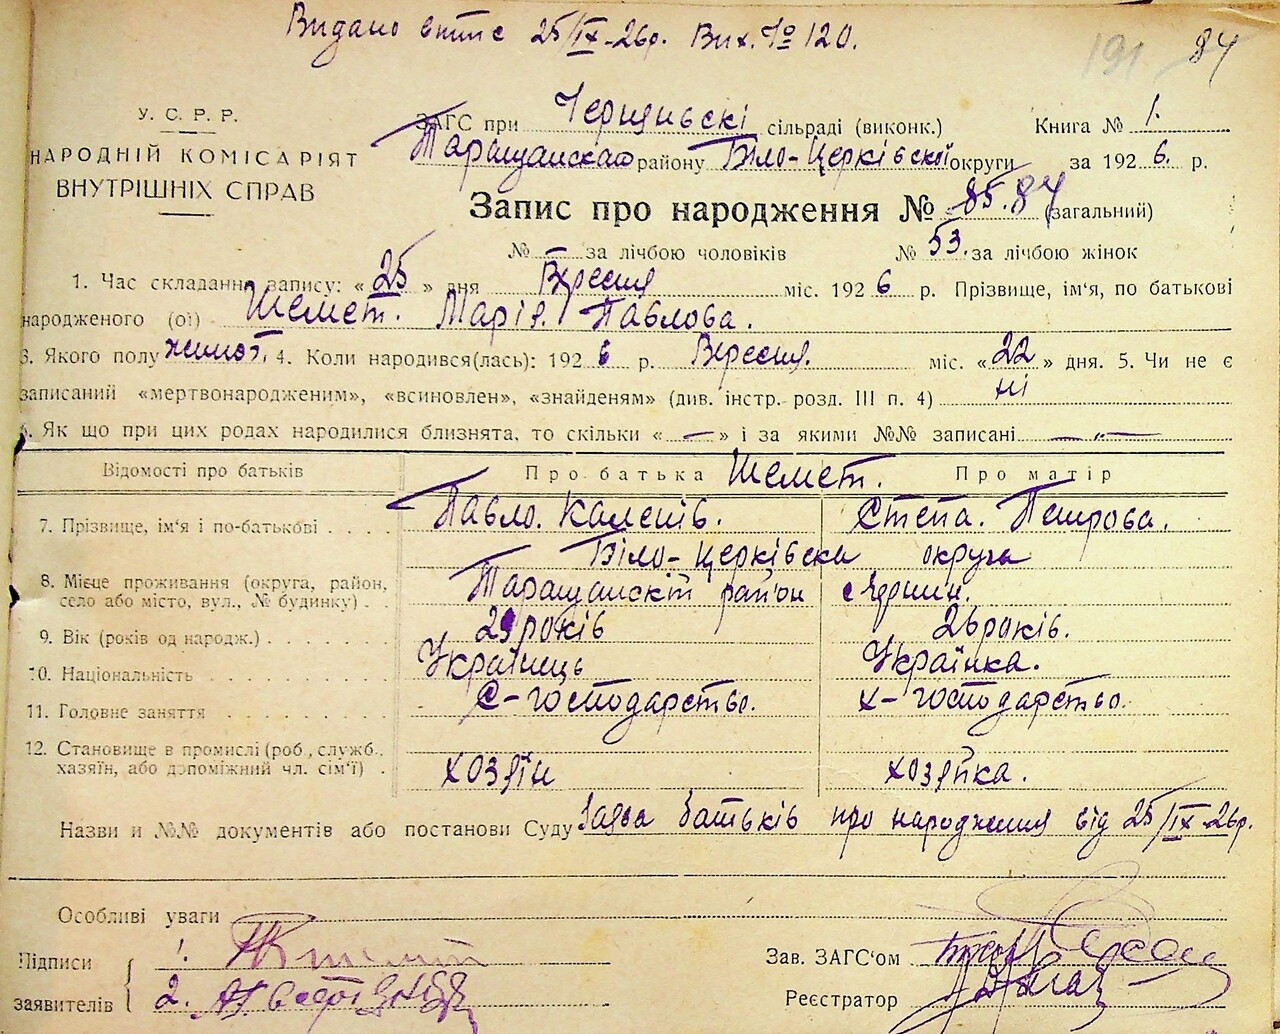 Видано витис 25/IX-26р. Вих. № 120.
191 84
У. С. Р. Р.
НАРОДНІЙ КОМІСАРІЯТ
ВНУТРІШНІХ СПРАВ
ЗАГС при сільраді (виконк.) Книга № 1.
Таращанскаго району Біло-Церківскої округи за 1926. р.
Запис про народження № 85.84 (загальний)
№ — за лічбою чоловіків № 53. за лічбою жінок
1. Час складання запису: « 25 » дня Вересня міс. 1926 р. Прізвище, ім'я, по батькові
народженого (ої) Шемет. Марія. Павлова.
3. Якого полу жіноч. 4. Коли народився(лась): 1926 р. Вересня. міс. «22» дня. 5. Чи не є
записаний «мертвонародженим», «всиновлен», «знайденям» (див. інстр. розд. III п. 4) ні
6. Як що при цих родах народилися близнята, то скільки « — » і за якими №№ записані — „ —
Відомості про батьків Про батька Шемет. Про матір
7. Прізвище, ім'я і по-батькові . . . . Павло. Каленів. Степа. Петрова.
Біло-Церківска округа
8. Місце проживання (округа, район, село або місто, вул., № будинку) . . Таращанскій район с
9. Вік (років од народж.) . . . . . . . 29 років 26 років.
10. Національність . . . . . . . . . . Українець Українка.
11. Головне заняття . . . . . . . . . С-господарство. х-господарство.
12. Становище в промислі (роб., служб.,
хазяїн, або допоміжний чл. сім'ї) . хозяїн хозяйка.
Назви и №№ документів або постанови Суду Заява батьків про народження від 25/IX-26р.
Особливі уваги
Підписи 1. Зав. ЗАГС'ом
заявителів 2. Реєстратор